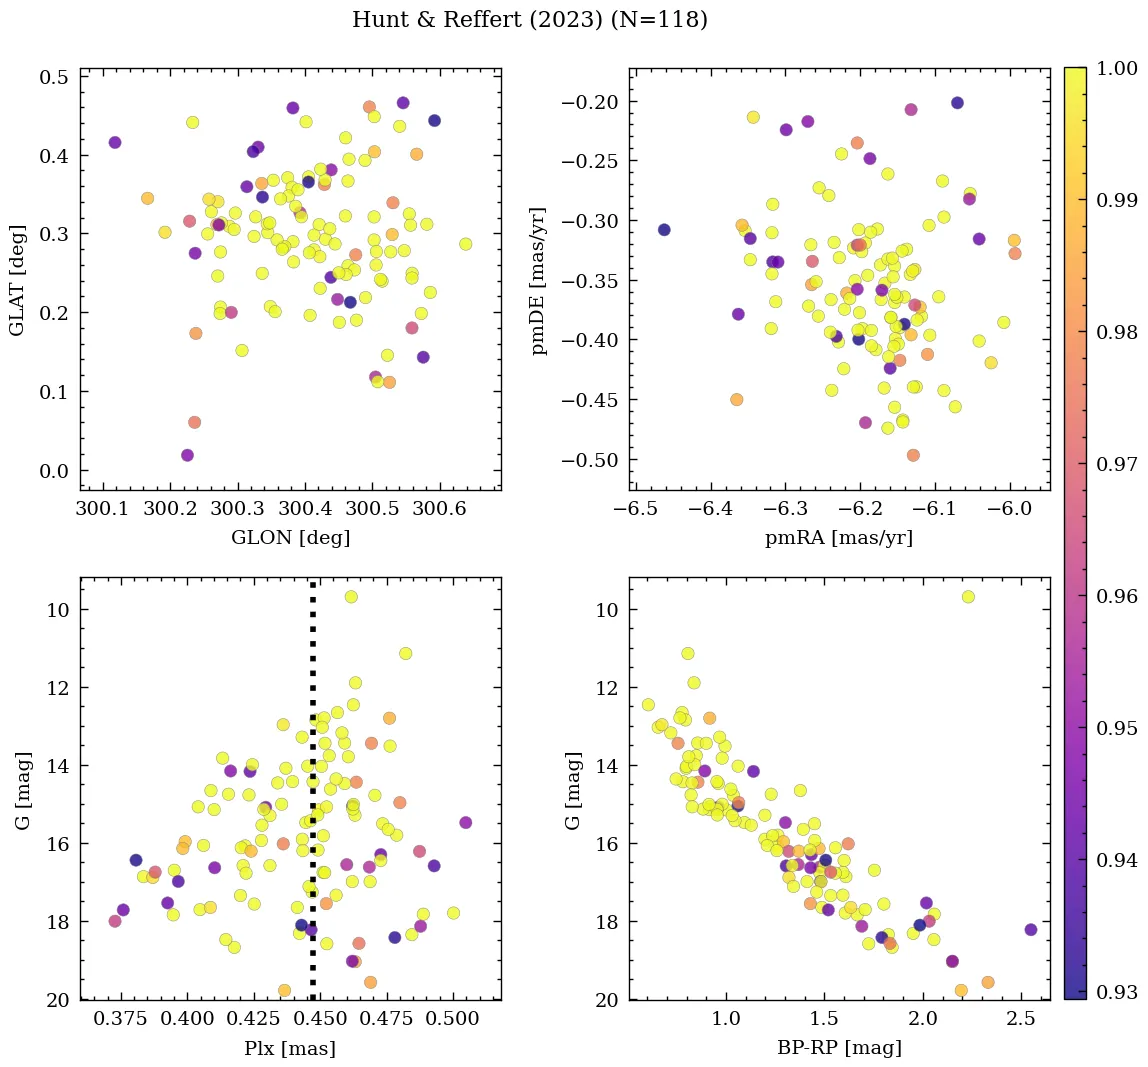 Hunt & Reffert (2023) (N=118)
0.5
0.4
0.3
0.2
0.1
0.0
GLAT [deg]
300.1 300.2 300.3 300.4 300.5 300.6
GLON [deg]
−0.20
−0.25
−0.30
−0.35
−0.40
−0.45
−0.50
pmDE [mas/yr]
−6.5 −6.4 −6.3 −6.2 −6.1 −6.0
pmRA [mas/yr]
10
12
14
16
18
20
G [mag]
0.375 0.400 0.425 0.450 0.475 0.500
Plx [mas]
10
12
14
16
18
20
G [mag]
1.0 1.5 2.0 2.5
BP-RP [mag]
1.00
0.99
0.98
0.97
0.96
0.95
0.94
0.93